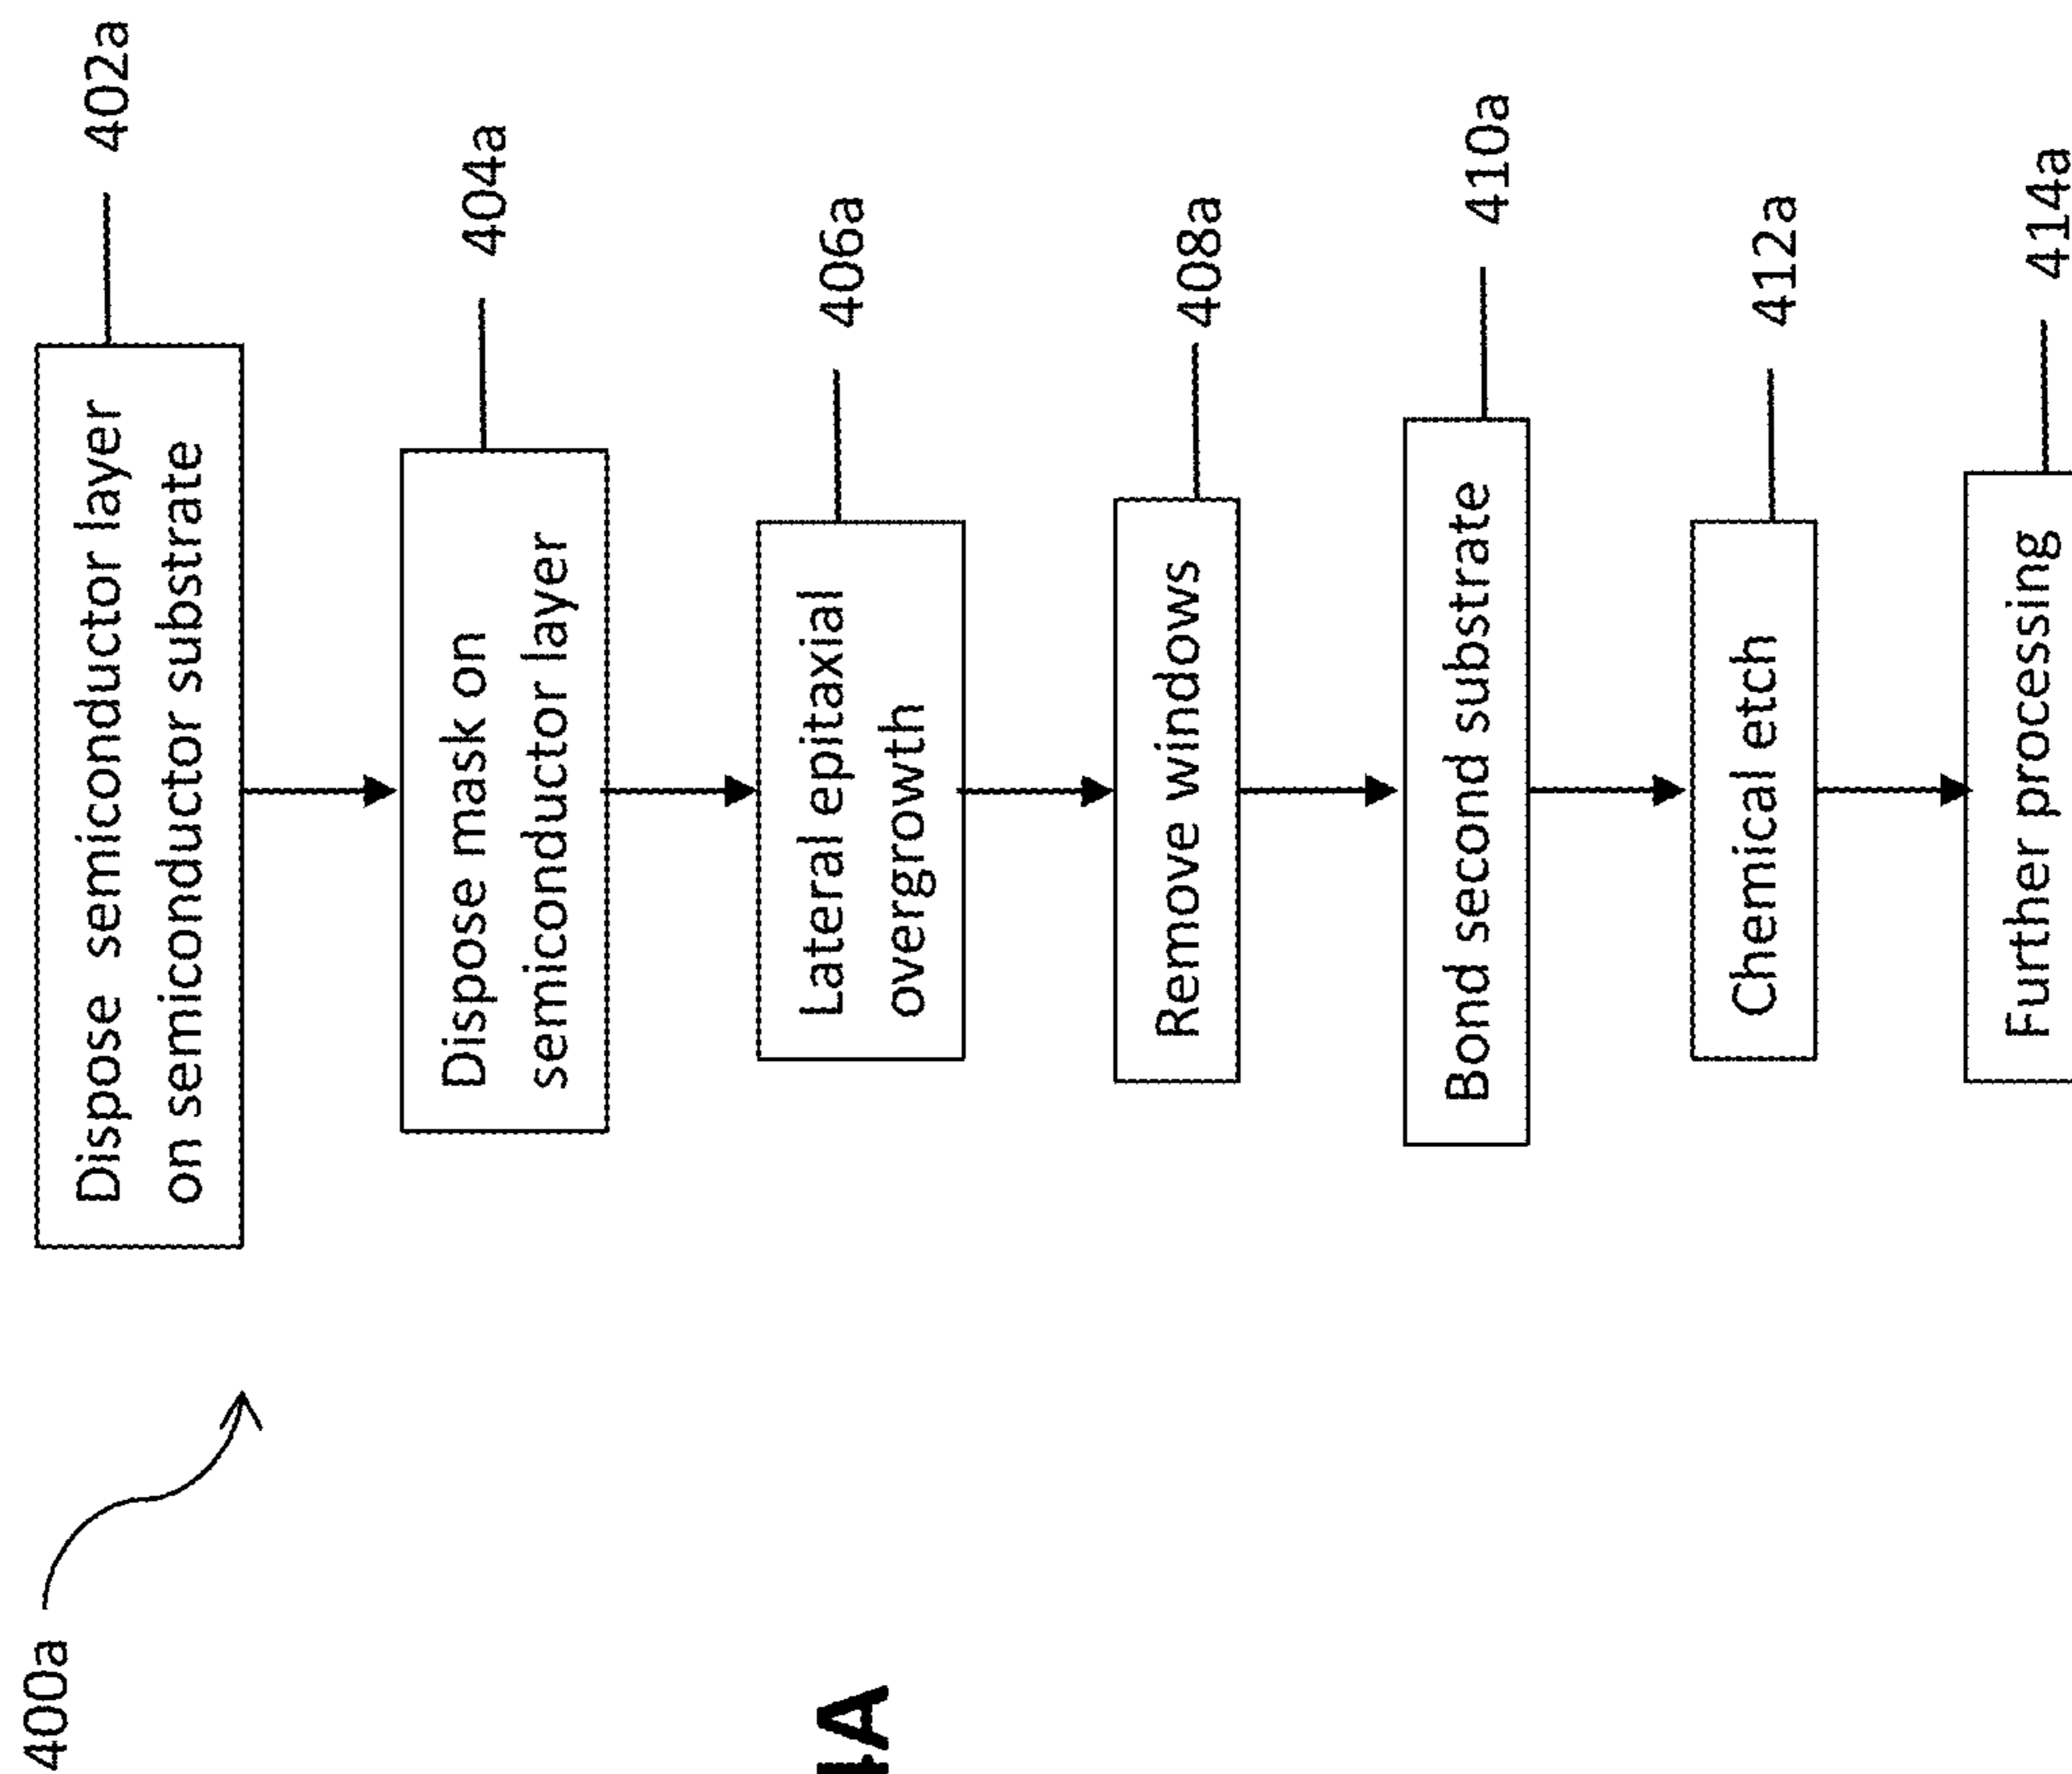 400a
Dispose semiconductor layer
on semiconductor substrate
402a
Dispose mask on
semiconductor layer
404a
Lateral epitaxial
overgrowth
406a
Remove windows
408a
Bond second substrate
410a
Chemical etch
412a
Further processing
414a